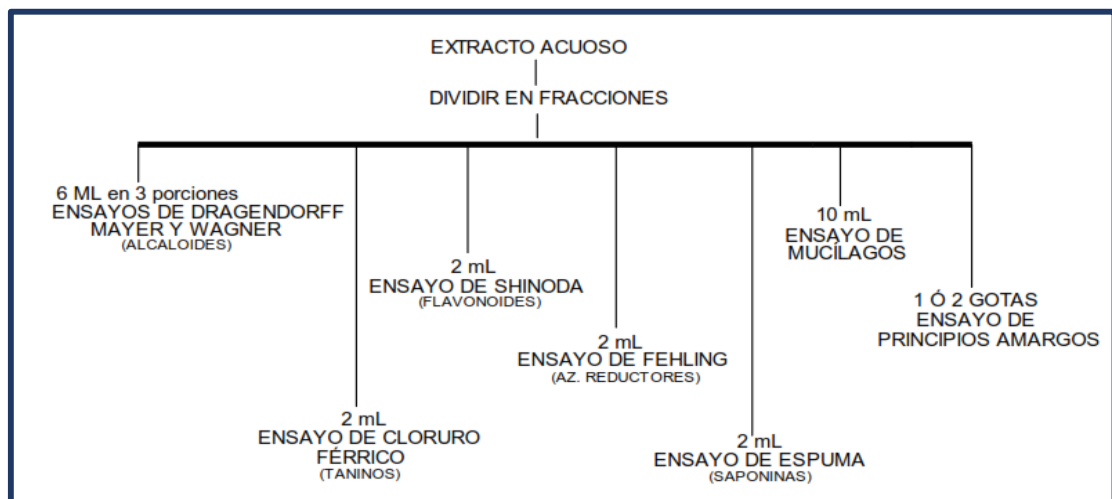 EXTRACTO ACUOSO
DIVIDIR EN FRACCIONES
6 ML en 3 porciones
ENSAYOS DE DRAGENDORFF
MAYER Y WAGNER
(ALCALOIDES)
2 mL
ENSAYO DE CLORURO
FÉRRICO
(TANINOS)
2 mL
ENSAYO DE SHINODA
(FLAVONOIDES)
2 mL
ENSAYO DE FEHLING
(AZ. REDUCTORES)
2 mL
ENSAYO DE ESPUMA
(SAPONINAS)
10 mL
ENSAYO DE
MUCÍLAGOS
1 Ó 2 GOTAS
ENSAYO DE
PRINCIPIOS AMARGOS